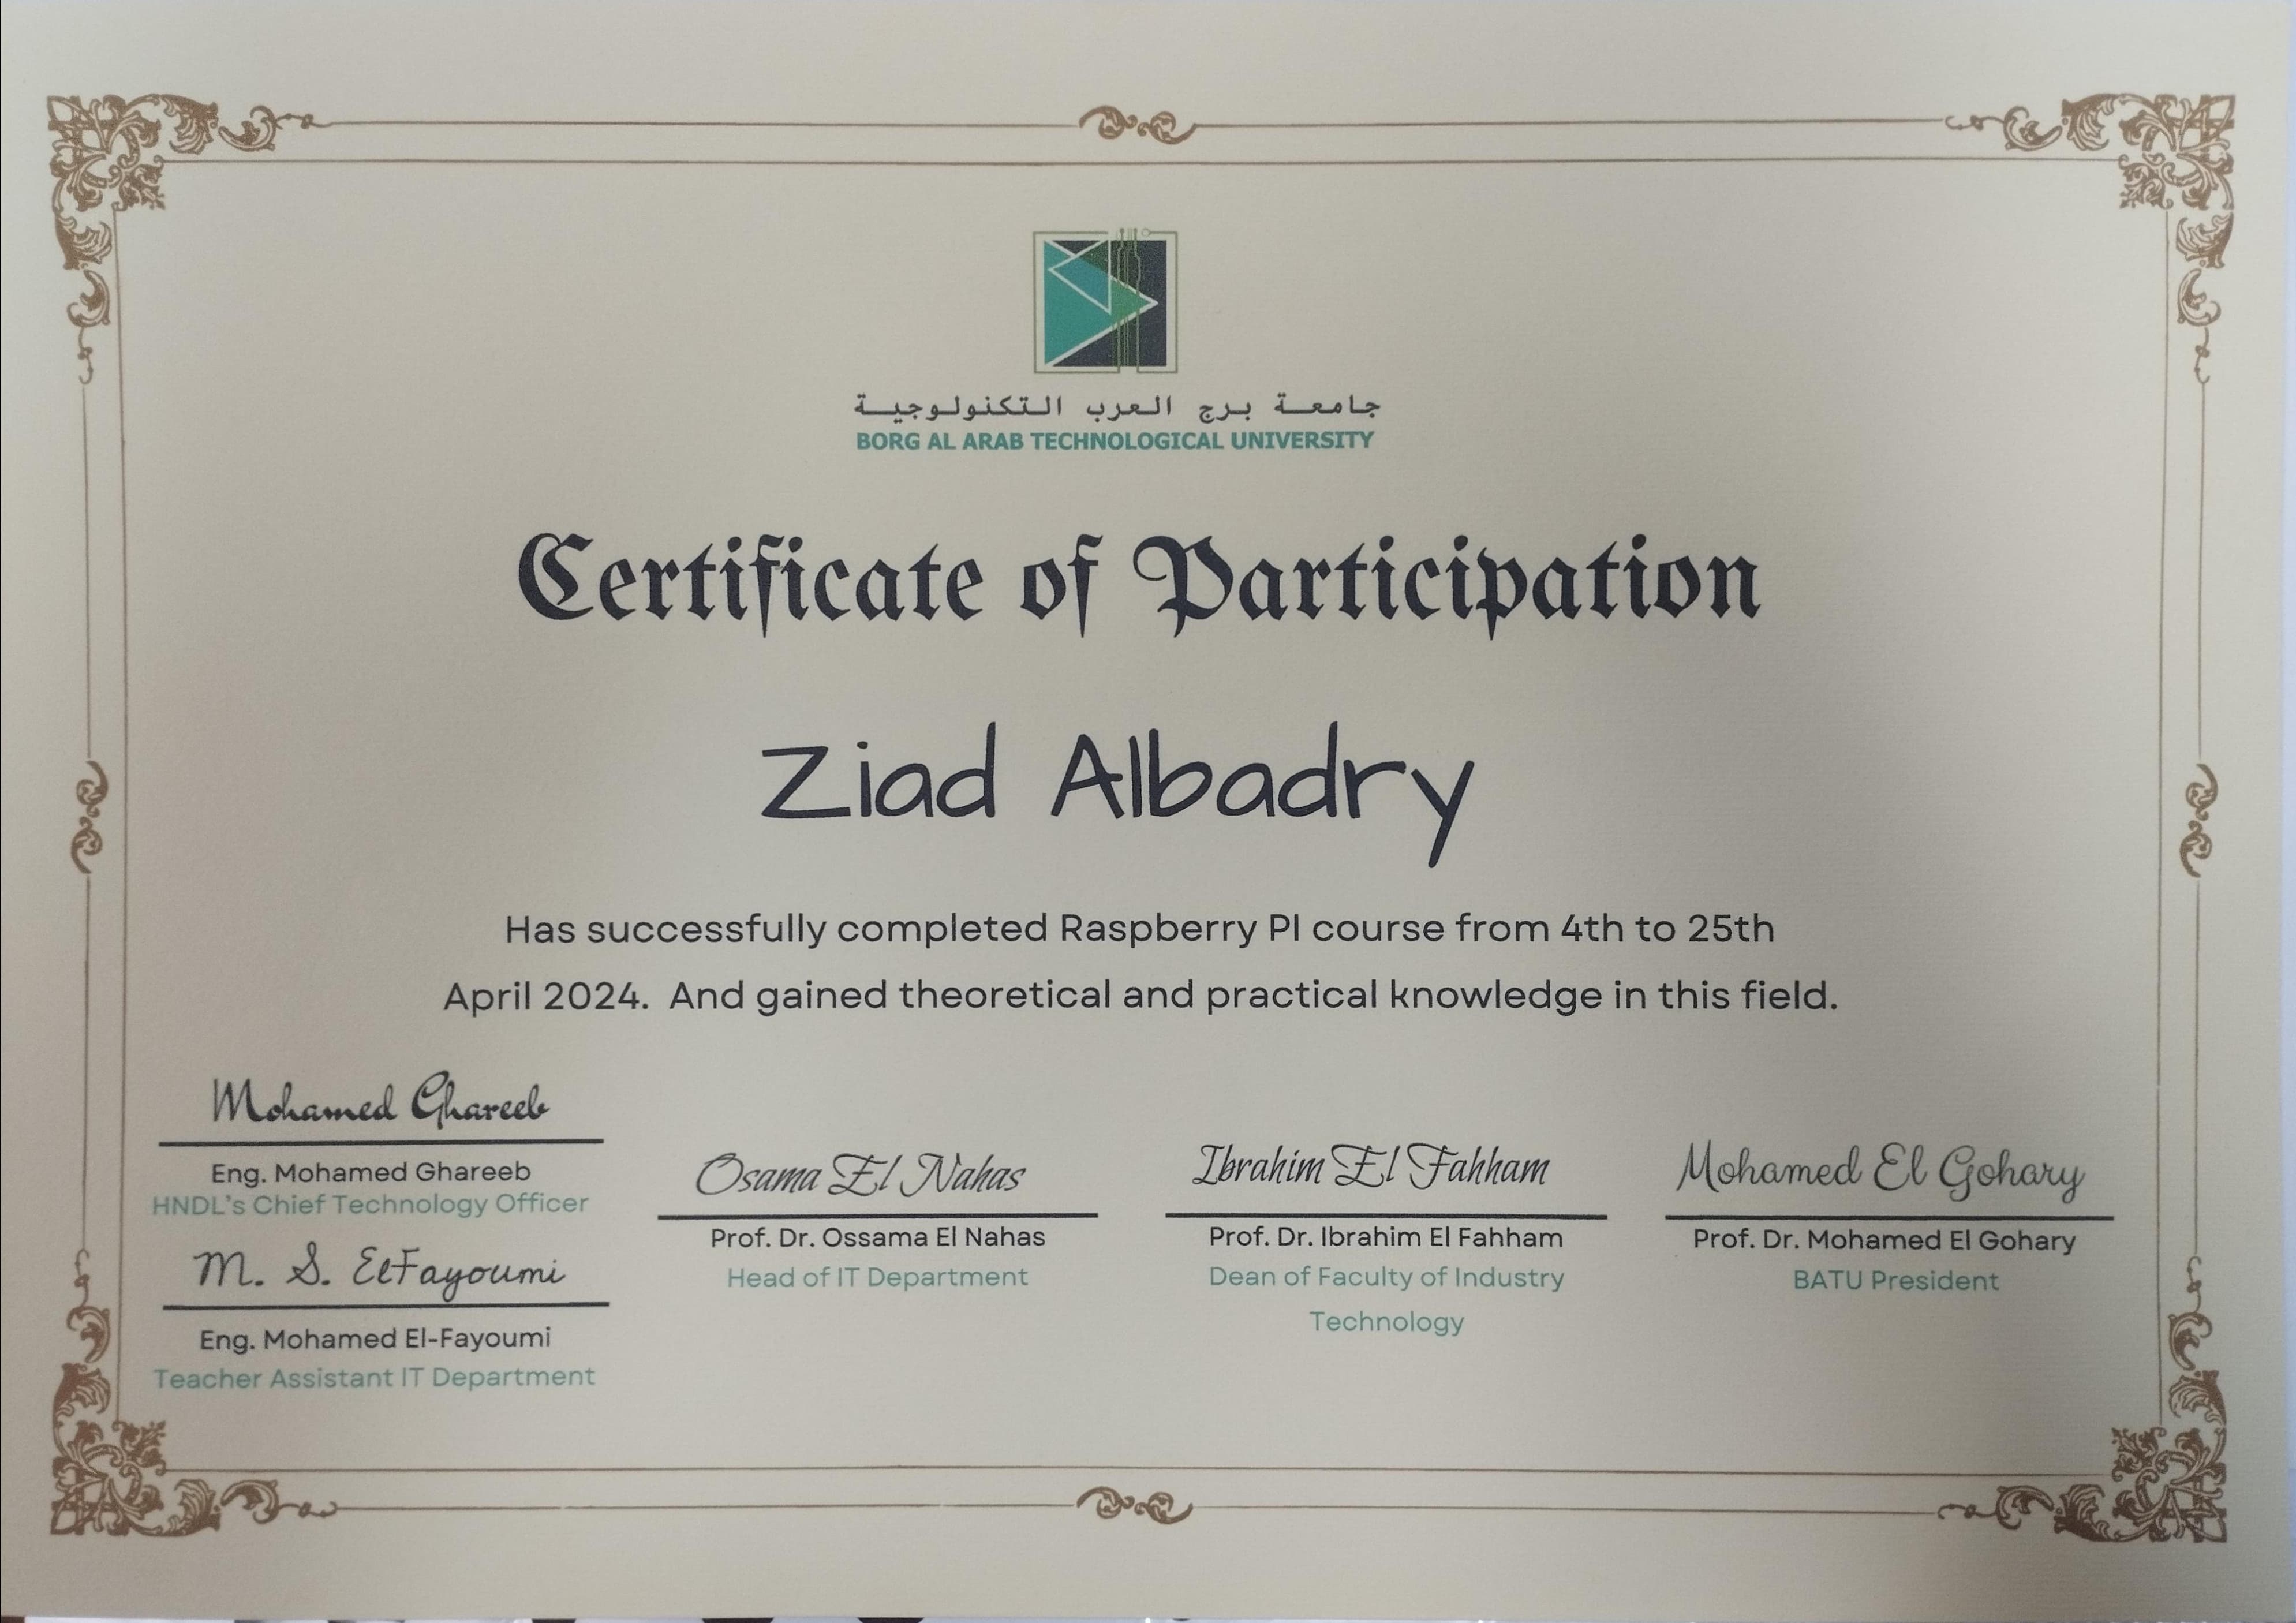 جامعة برج العرب التكنولوجية
BORG AL ARAB TECHNOLOGICAL UNIVERSITY
Certificate of Participation
Ziad Albadry
Has successfully completed Raspberry PI course from 4th to 25th
April 2024. And gained theoretical and practical knowledge in this field.
Mohamed Ghareeb
Eng. Mohamed Ghareeb
HNDL's Chief Technology Officer
M. S. ElFayoumi
Eng. Mohamed El-Fayoumi
Teacher Assistant IT Department
Osama El Nahas
Prof. Dr. Ossama El Nahas
Head of IT Department
Ibrahim El Fahham
Prof. Dr. Ibrahim El Fahham
Dean of Faculty of Industry
Technology
Mohamed El Gohary
Prof. Dr. Mohamed El Gohary
BATU President